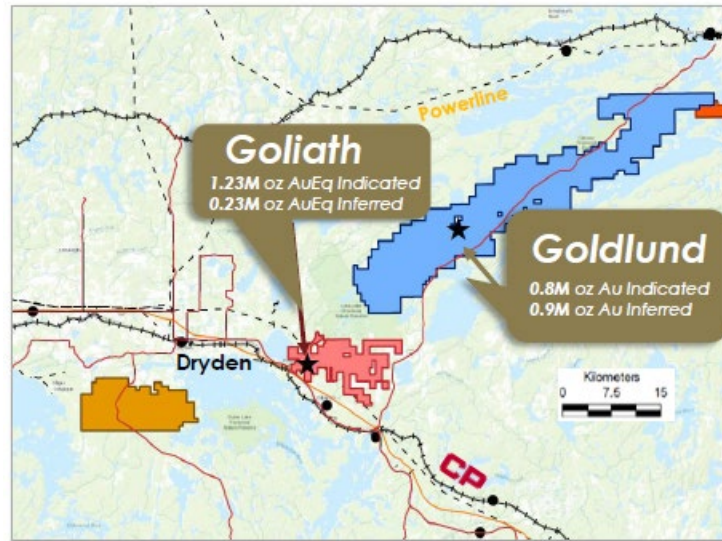 Powerline
Goliath
1.23M oz AuEq Indicated
0.23M oz AuEq Inferred
Goldlund
0.8M oz Au Indicated
0.9M oz Au Inferred
Dryden
Kilometers
0 7.5 15
CP